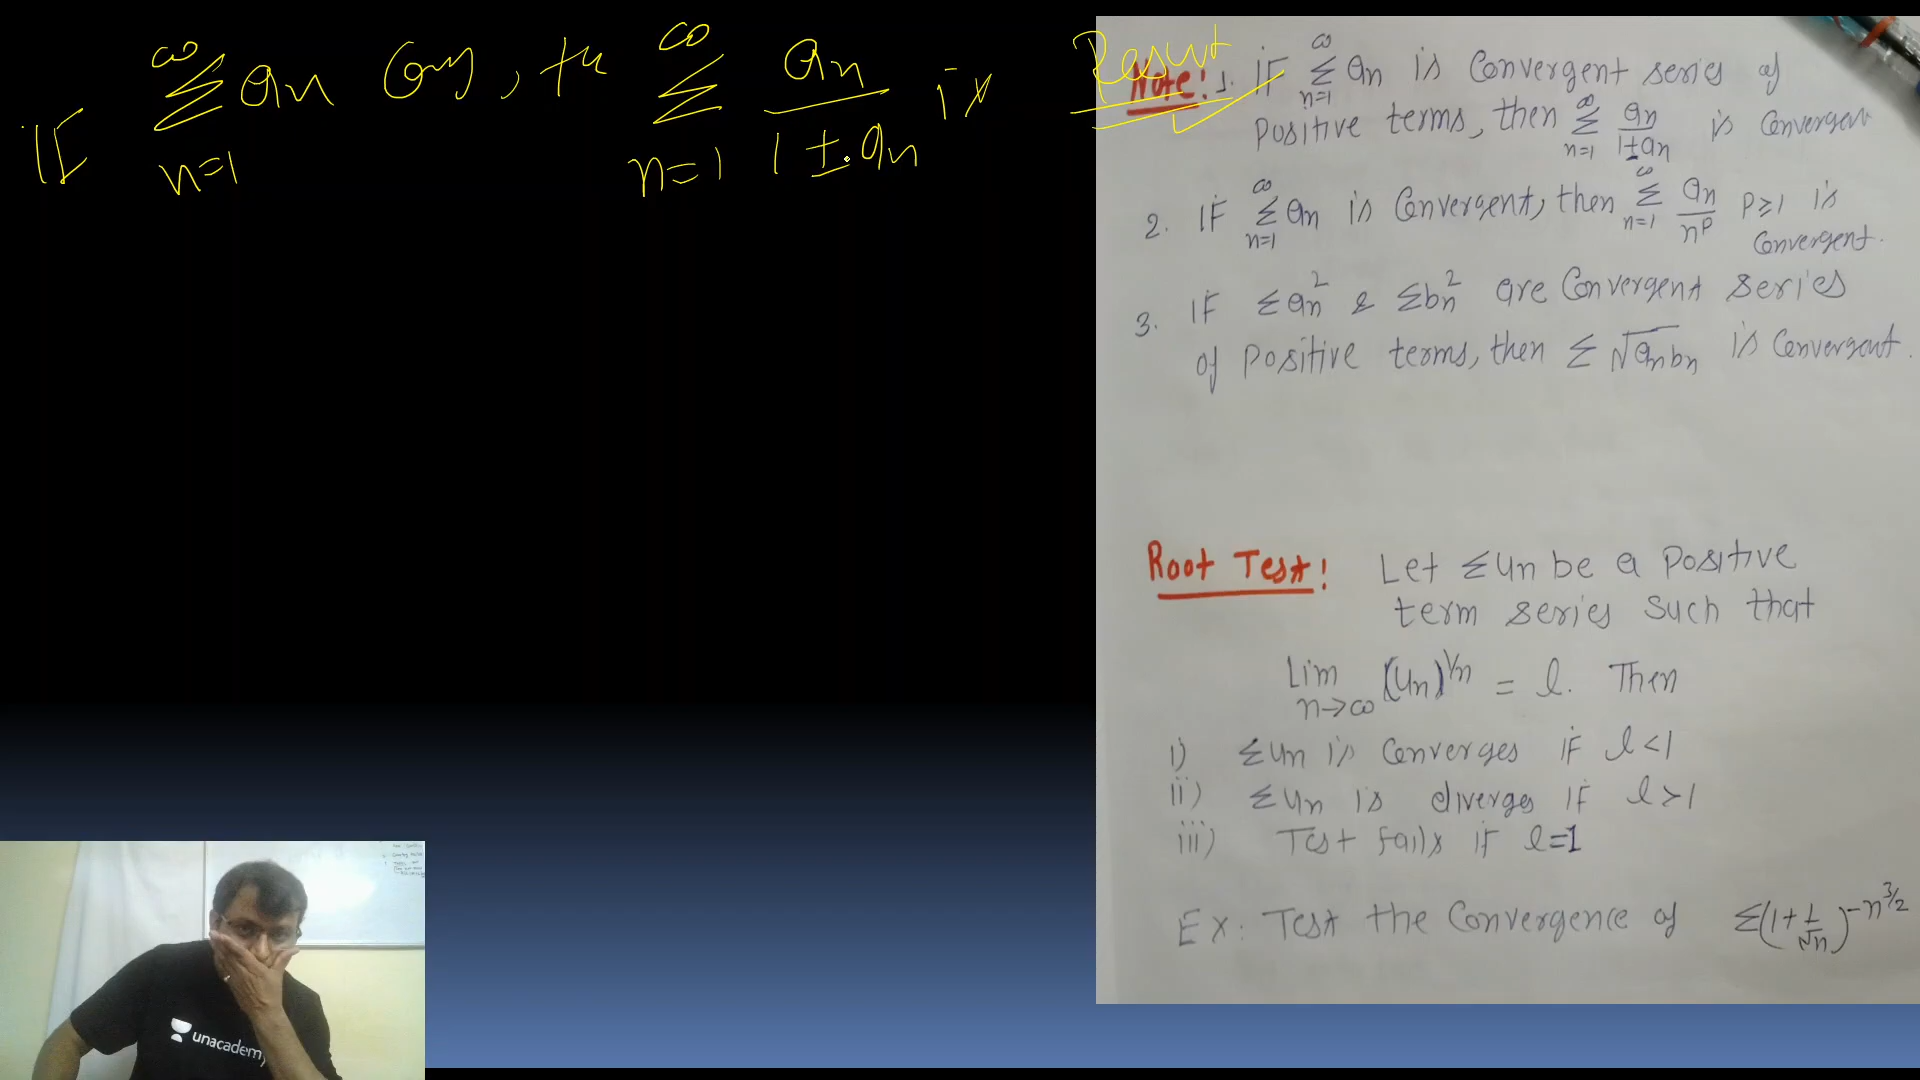 IF ∞∑n=1 an Con, the ∞∑n=1 an/1±an is
Result
Note! 1. IF ∞∑n=1 an is Convergent series of
Positive terms, then ∞∑n=1 an/1±an is Convergent
2. IF ∞∑n=1 an is Convergent, then ∞∑n=1 an/n^p P≥1 is
Convergent.
3. IF ∑an² & ∑bn² are Convergent series
of positive terms, then ∑√anbn is Convergent.
Root Test! Let ∑un be a positive
term series such that
Lim n→∞ (un)^1/n = l. Then
i) ∑un is Converges if l<1
ii) ∑un is diverges if l>1
iii) Test Fails if l=1
Ex: Test the Convergence of ∑(1+1/√n)^-n^3/2
unacademy